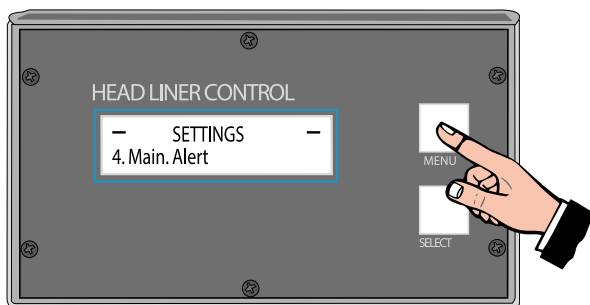 HEAD LINER CONTROL
– SETTINGS –
4. Main. Alert
MENU
SELECT